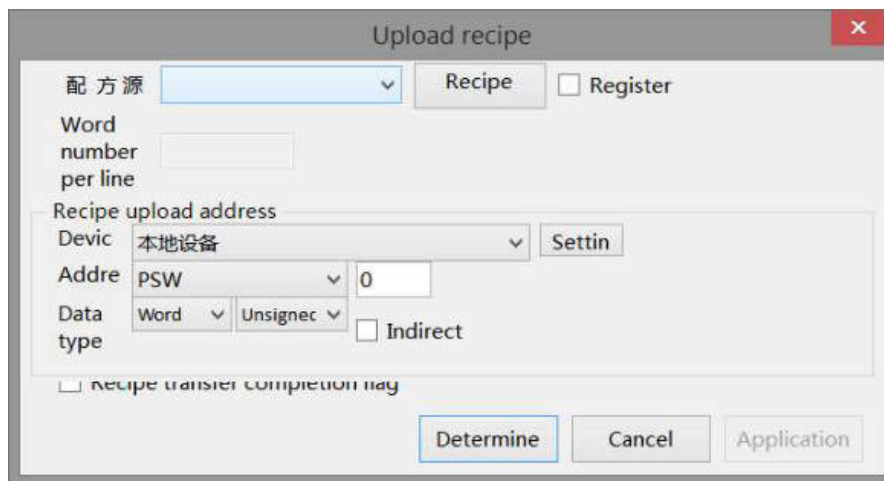 Upload recipe
配方源
Recipe
Register
Word
number
per line
Recipe upload address
Devic
本地设备
Settin
Addre
PSW
0
Data
type
Word
Unsignec
Indirect
Recipe transfer completion flag
Determine
Cancel
Application